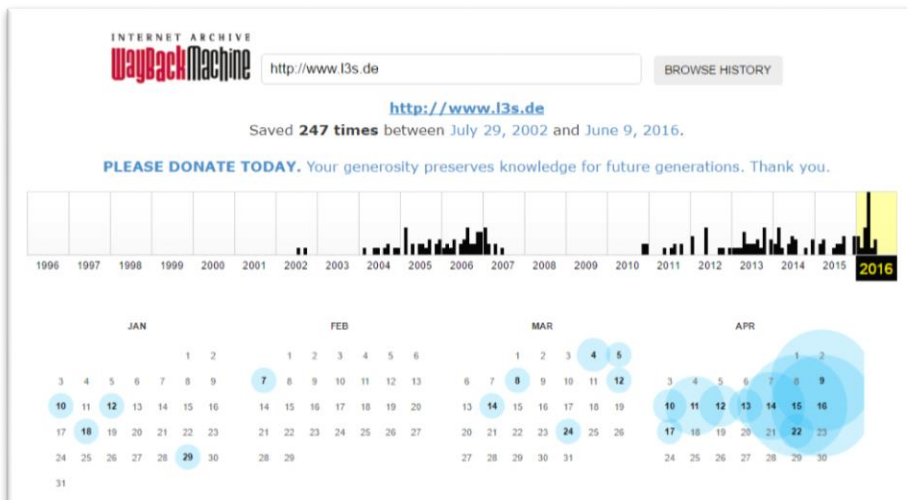 INTERNET ARCHIVE
WayBackMachine
http://www.l3s.de
BROWSE HISTORY
http://www.l3s.de
Saved 247 times between July 29, 2002 and June 9, 2016.
PLEASE DONATE TODAY. Your generosity preserves knowledge for future generations. Thank you.
1996 1997 1998 1999 2000 2001 2002 2003 2004 2005 2006 2007 2008 2009 2010 2011 2012 2013 2014 2015 2016
JAN
1 2
3 4 5 6 7 8 9
10 11 12 13 14 15 16
17 18 19 20 21 22 23
24 25 26 27 28 29 30
31
FEB
1 2 3 4 5 6
7 8 9 10 11 12 13
14 15 16 17 18 19 20
21 22 23 24 25 26 27
28 29
MAR
1 2 3 4 5
6 7 8 9 10 11 12
13 14 15 16 17 18 19
20 21 22 23 24 25 26
27 28 29 30 31
APR
1 2
3 4 5 6 7 8 9
10 11 12 13 14 15 16
17 18 19 20 21 22 23
24 25 26 27 28 29 30